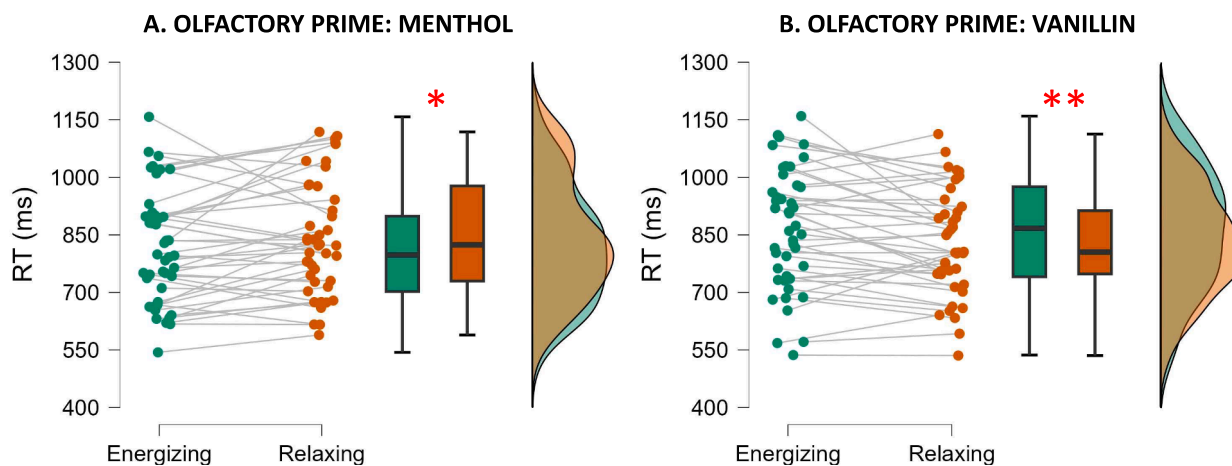 A. OLFACTORY PRIME: MENTHOL
1300
1150
1000
850
700
550
400
RT (ms)
*
Energizing Relaxing
B. OLFACTORY PRIME: VANILLIN
1300
1150
1000
850
700
550
400
RT (ms)
**
Energizing Relaxing